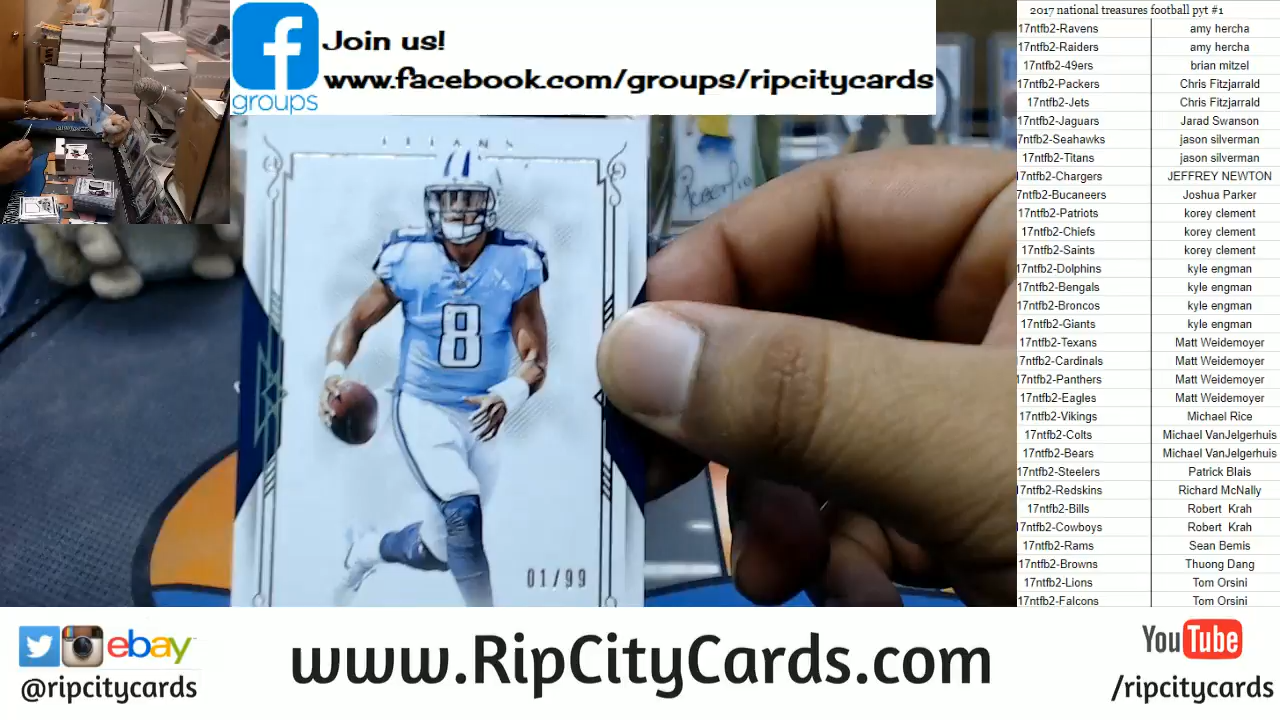 Join us!
www.facebook.com/groups/ripcitycards
groups
2017 national treasures football pyt #1
17ntfb2-Ravens amy hercha
17ntfb2-Raiders amy hercha
17ntfb2-49ers brian mitzel
17ntfb2-Packers Chris Fitzjarrald
17ntfb2-Jets Chris Fitzjarrald
17ntfb2-Jaguars Jarad Swanson
7ntfb2-Seahawks jason silverman
17ntfb2-Titans jason silverman
17ntfb2-Chargers JEFFREY NEWTON
17ntfb2-Bucaneers Joshua Parker
17ntfb2-Patriots korey clement
17ntfb2-Chiefs korey clement
17ntfb2-Saints korey clement
17ntfb2-Dolphins kyle engman
17ntfb2-Bengals kyle engman
17ntfb2-Broncos kyle engman
17ntfb2-Giants kyle engman
17ntfb2-Texans Matt Weidemoyer
17ntfb2-Cardinals Matt Weidemoyer
17ntfb2-Panthers Matt Weidemoyer
17ntfb2-Eagles Matt Weidemoyer
17ntfb2-Vikings Michael Rice
17ntfb2-Colts Michael VanJelgerhuis
17ntfb2-Bears Michael VanJelgerhuis
17ntfb2-Steelers Patrick Blais
17ntfb2-Redskins Richard McNally
17ntfb2-Bills Robert Krah
17ntfb2-Cowboys Robert Krah
17ntfb2-Rams Sean Bemis
17ntfb2-Browns Thuong Dang
17ntfb2-Lions Tom Orsini
17ntfb2-Falcons Tom Orsini
TITANS
8
01/99
ebay
@ripcitycards
www.RipCityCards.com
YouTube
/ripcitycards